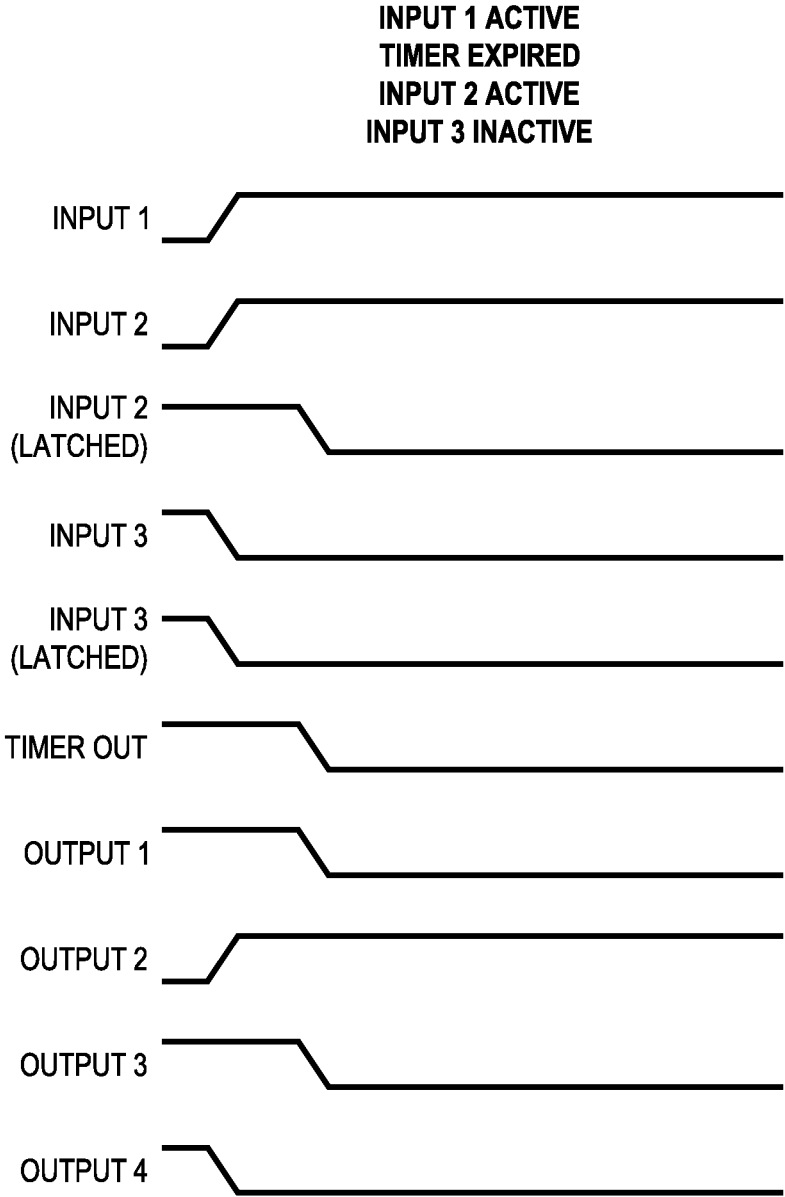 INPUT 1 ACTIVE
TIMER EXPIRED
INPUT 2 ACTIVE
INPUT 3 INACTIVE
INPUT 1
INPUT 2
INPUT 2
(LATCHED)
INPUT 3
INPUT 3
(LATCHED)
TIMER OUT
OUTPUT 1
OUTPUT 2
OUTPUT 3
OUTPUT 4